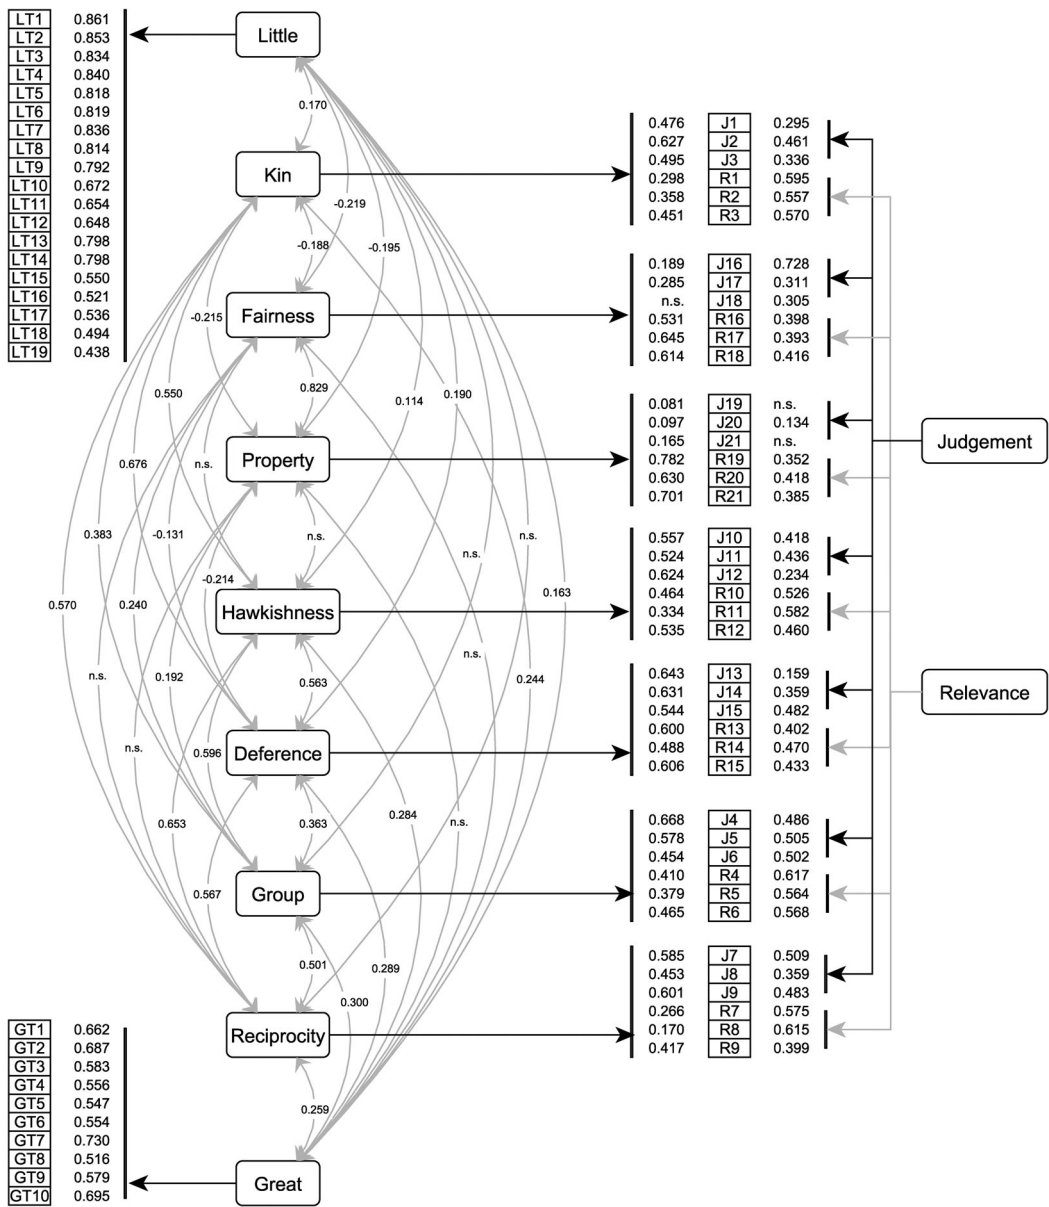 LT1 0.861
LT2 0.853
LT3 0.834
LT4 0.840
LT5 0.818
LT6 0.819
LT7 0.836
LT8 0.814
LT9 0.792
LT10 0.672
LT11 0.654
LT12 0.648
LT13 0.798
LT14 0.798
LT15 0.550
LT16 0.521
LT17 0.536
LT18 0.494
LT19 0.438
Little
Kin
Fairness
Property
Hawkishness
Deference
Group
Reciprocity
Great
0.170
-0.219
-0.188
-0.195
-0.215
0.829
0.550
0.114
0.190
0.676
n.s.
0.383
-0.131
n.s.
n.s.
n.s.
-0.214
0.570
0.240
0.163
n.s.
n.s.
0.192
0.563
0.244
n.s.
0.596
0.653
0.363
0.284
n.s.
0.567
0.501
0.289
0.300
0.259
0.476 J1 0.295
0.627 J2 0.461
0.495 J3 0.336
0.298 R1 0.595
0.358 R2 0.557
0.451 R3 0.570
0.189 J16 0.728
0.285 J17 0.311
n.s. J18 0.305
0.531 R16 0.398
0.645 R17 0.393
0.614 R18 0.416
0.081 J19 n.s.
0.097 J20 0.134
0.165 J21 n.s.
0.782 R19 0.352
0.630 R20 0.418
0.701 R21 0.385
0.557 J10 0.418
0.524 J11 0.436
0.624 J12 0.234
0.464 R10 0.526
0.334 R11 0.582
0.535 R12 0.460
0.643 J13 0.159
0.631 J14 0.359
0.544 J15 0.482
0.600 R13 0.402
0.488 R14 0.470
0.606 R15 0.433
0.668 J4 0.486
0.578 J5 0.505
0.454 J6 0.502
0.410 R4 0.617
0.379 R5 0.564
0.465 R6 0.568
0.585 J7 0.509
0.453 J8 0.359
0.601 J9 0.483
0.266 R7 0.575
0.170 R8 0.615
0.417 R9 0.399
Judgement
Relevance
GT1 0.662
GT2 0.687
GT3 0.583
GT4 0.556
GT5 0.547
GT6 0.554
GT7 0.730
GT8 0.516
GT9 0.579
GT10 0.695